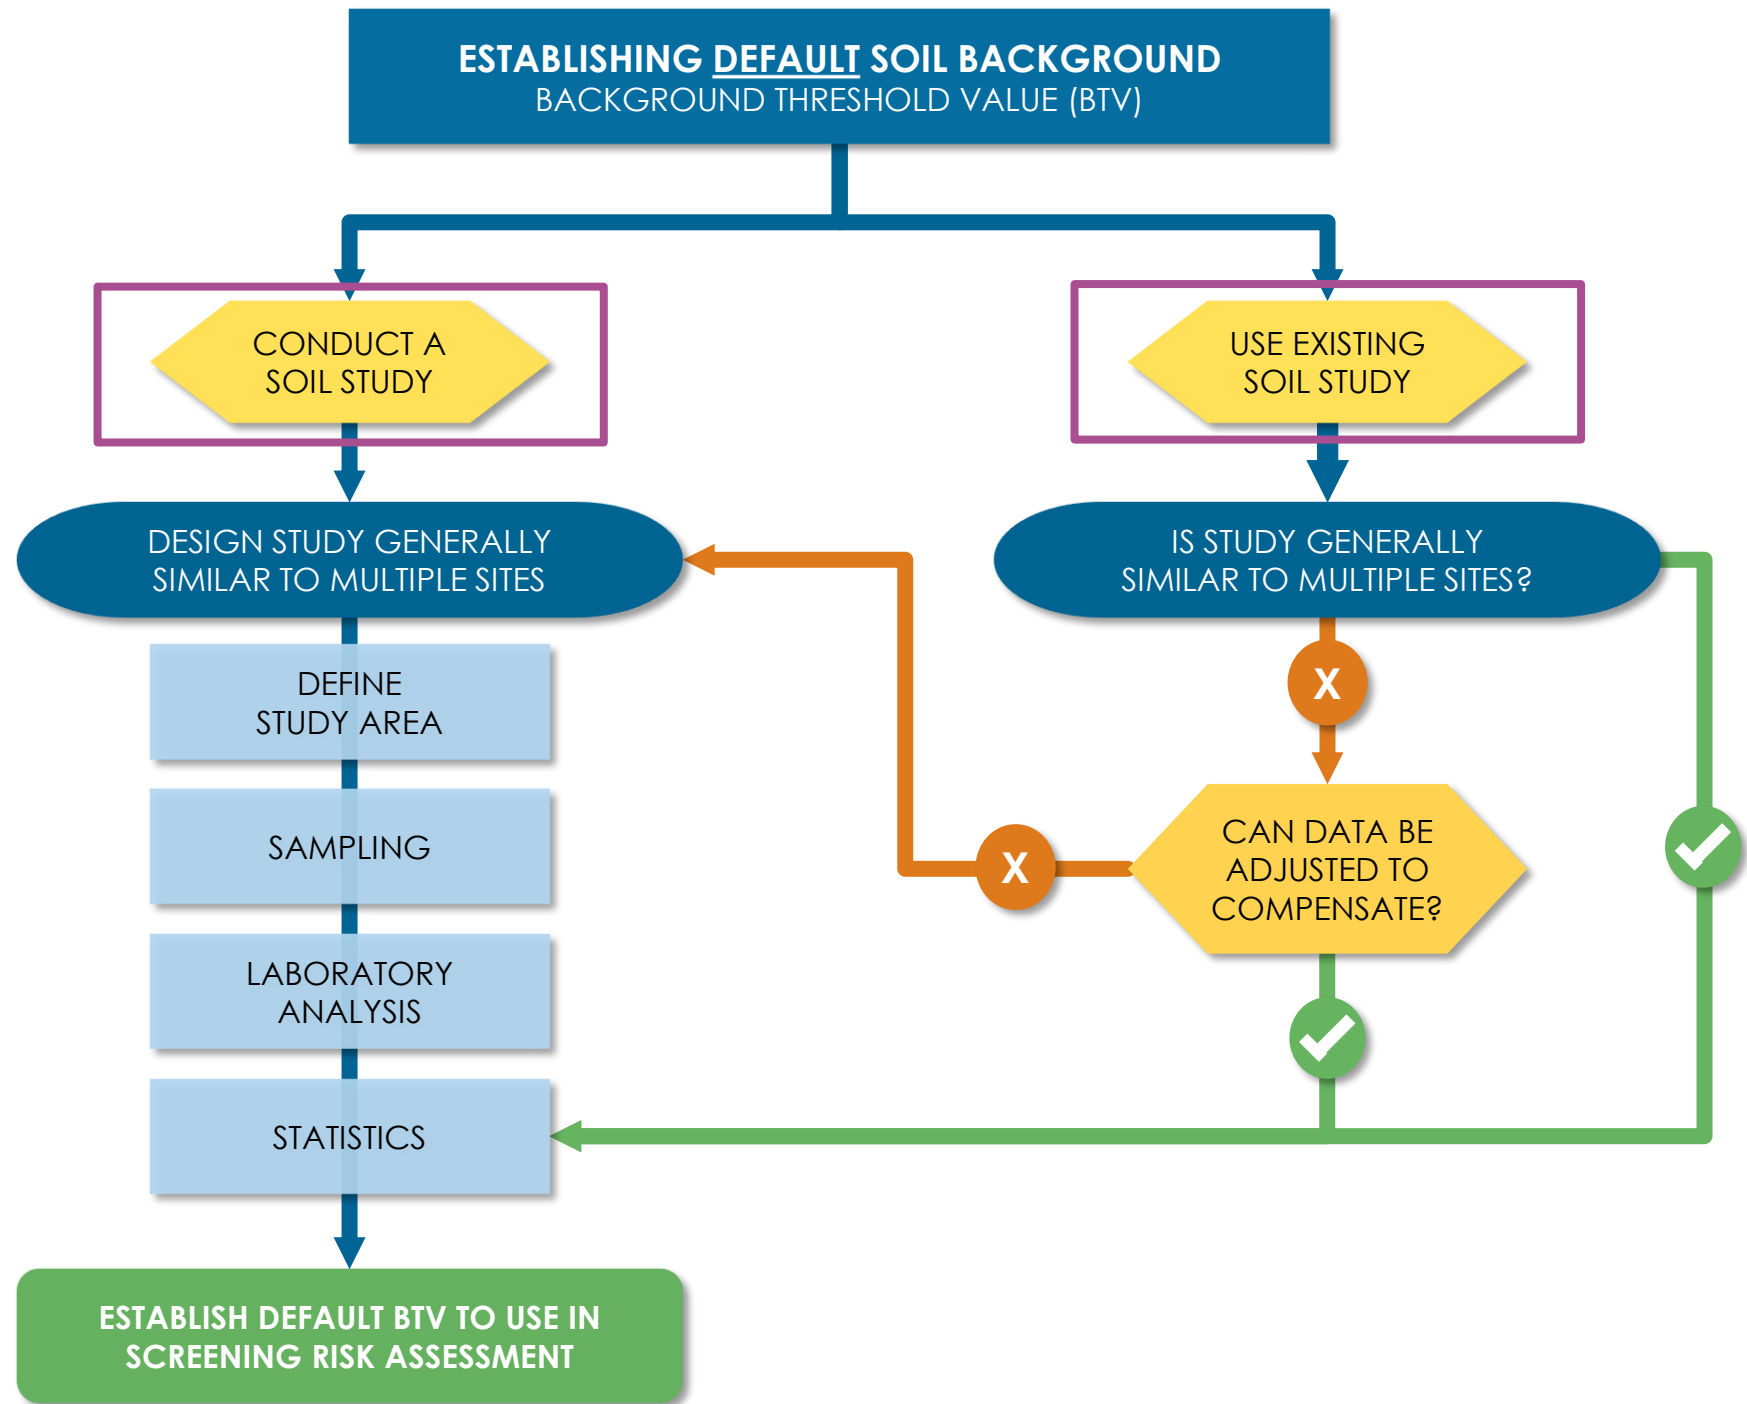 ESTABLISHING DEFAULT SOIL BACKGROUND
BACKGROUND THRESHOLD VALUE (BTV)
CONDUCT A
SOIL STUDY
USE EXISTING
SOIL STUDY
DESIGN STUDY GENERALLY
SIMILAR TO MULTIPLE SITES
IS STUDY GENERALLY
SIMILAR TO MULTIPLE SITES?
DEFINE
STUDY AREA
X
SAMPLING
CAN DATA BE
ADJUSTED TO
COMPENSATE?
X
LABORATORY
ANALYSIS
STATISTICS
ESTABLISH DEFAULT BTV TO USE IN
SCREENING RISK ASSESSMENT